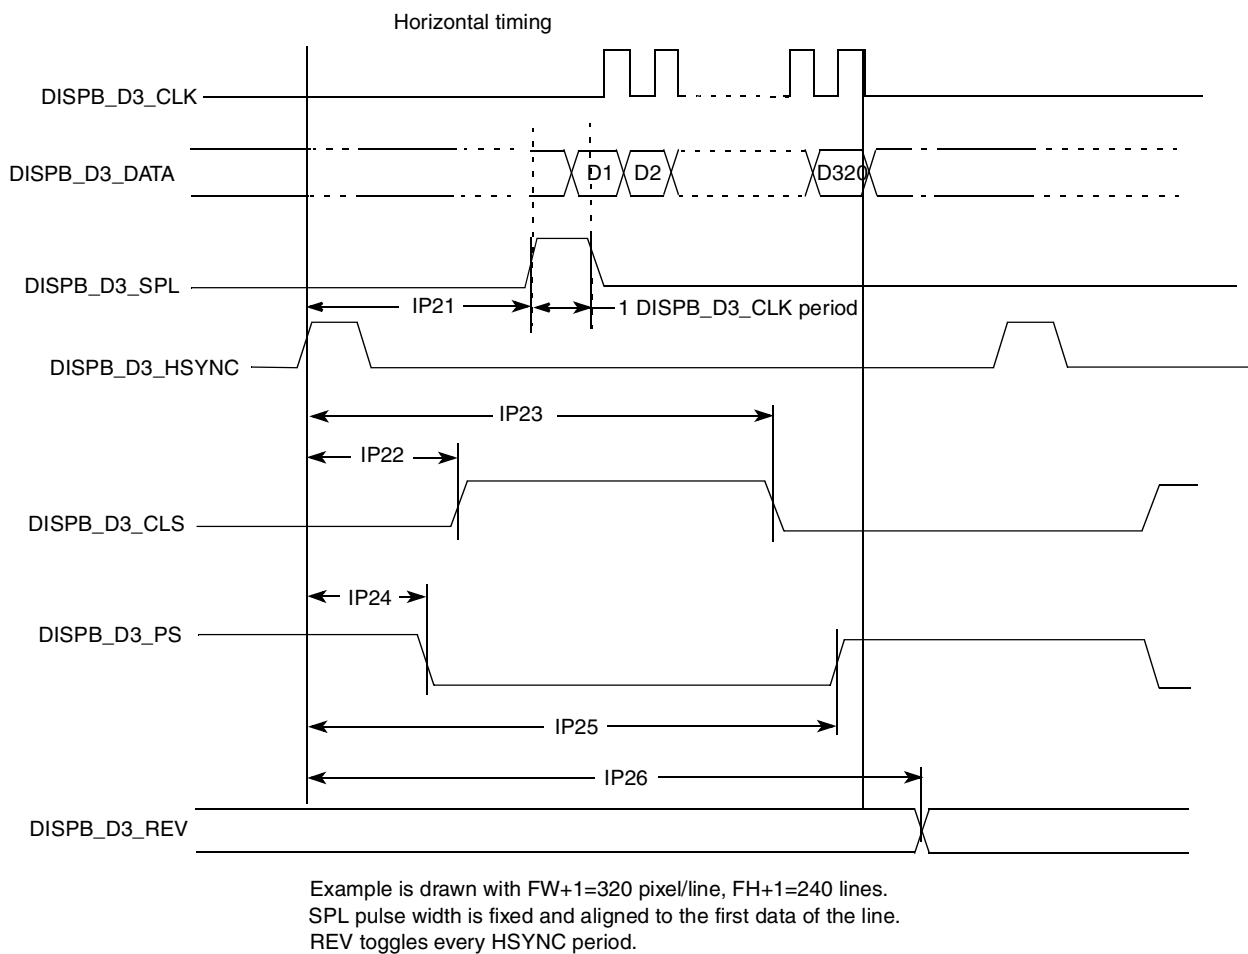 Horizontal timing
DISPB_D3_CLK
DISPB_D3_DATA
D1
D2
D320
DISPB_D3_SPL
IP21
1 DISPB_D3_CLK period
DISPB_D3_HSYNC
IP23
IP22
DISPB_D3_CLS
IP24
DISPB_D3_PS
IP25
IP26
DISPB_D3_REV
Example is drawn with FW+1=320 pixel/line, FH+1=240 lines.
SPL pulse width is fixed and aligned to the first data of the line.
REV toggles every HSYNC period.